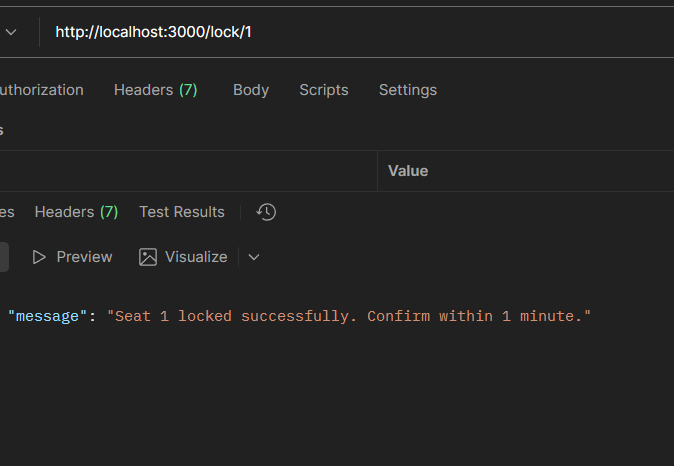 http://localhost:3000/lock/1
uthorization Headers (7) Body Scripts Settings
s
Value
es Headers (7) Test Results
Preview Visualize
"message": "Seat 1 locked successfully. Confirm within 1 minute."